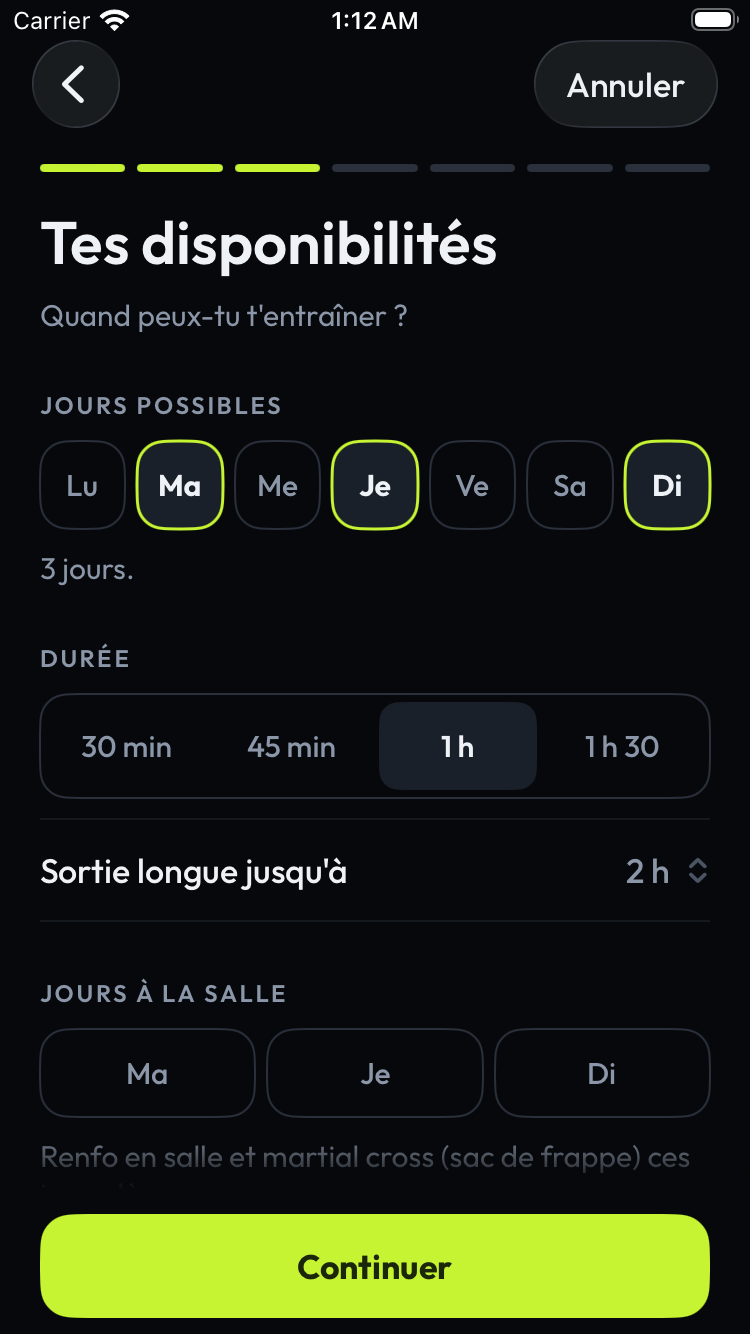 Carrier 1:12 AM
Annuler
Tes disponibilités
Quand peux-tu t'entraîner ?
JOURS POSSIBLES
Lu Ma Me Je Ve Sa Di
3 jours.
DURÉE
30 min 45 min 1 h 1 h 30
Sortie longue jusqu'à 2 h
JOURS À LA SALLE
Ma Je Di
Renfo en salle et martial cross (sac de frappe) ces
Continuer